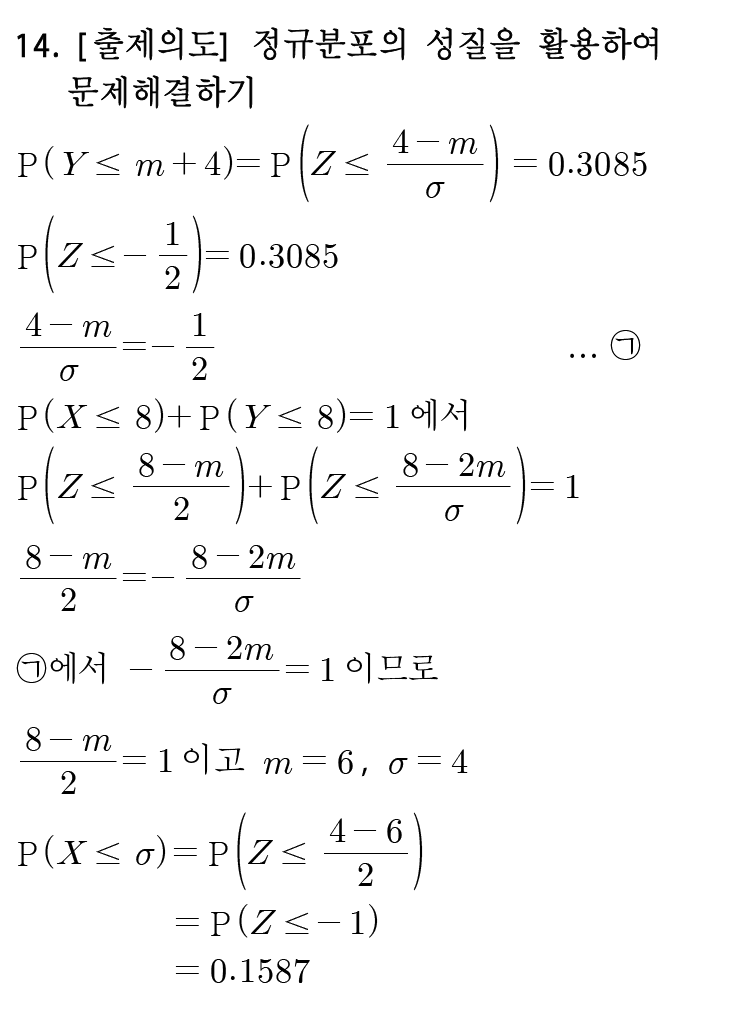 14. [출제의도] 정규분포의 성질을 활용하여
문제해결하기
P(Y ≤ m + 4) = P(Z ≤ (4 − m)/σ) = 0.3085
P(Z ≤ − 1/2) = 0.3085
(4 − m)/σ = − 1/2 … ㉠
P(X ≤ 8) + P(Y ≤ 8) = 1 에서
P(Z ≤ (8 − m)/2) + P(Z ≤ (8 − 2m)/σ) = 1
(8 − m)/2 = − (8 − 2m)/σ
㉠에서 − (8 − 2m)/σ = 1 이므로
(8 − m)/2 = 1 이고 m = 6, σ = 4
P(X ≤ σ) = P(Z ≤ (4 − 6)/2)
= P(Z ≤ − 1)
= 0.1587